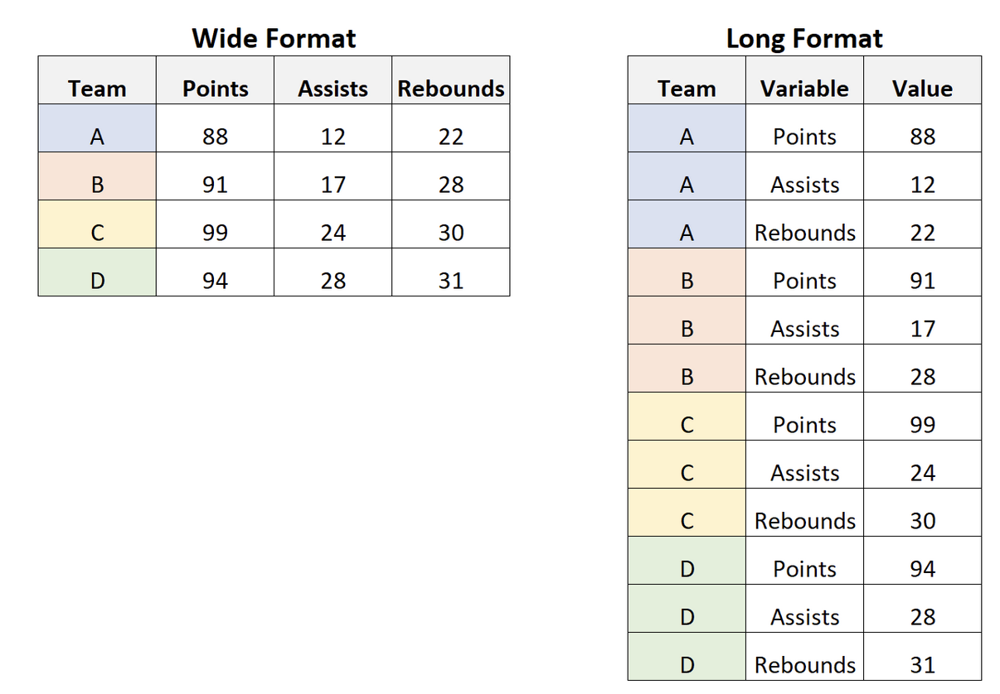 Wide Format
Team Points Assists Rebounds
A 88 12 22
B 91 17 28
C 99 24 30
D 94 28 31
Long Format
Team Variable Value
A Points 88
A Assists 12
A Rebounds 22
B Points 91
B Assists 17
B Rebounds 28
C Points 99
C Assists 24
C Rebounds 30
D Points 94
D Assists 28
D Rebounds 31